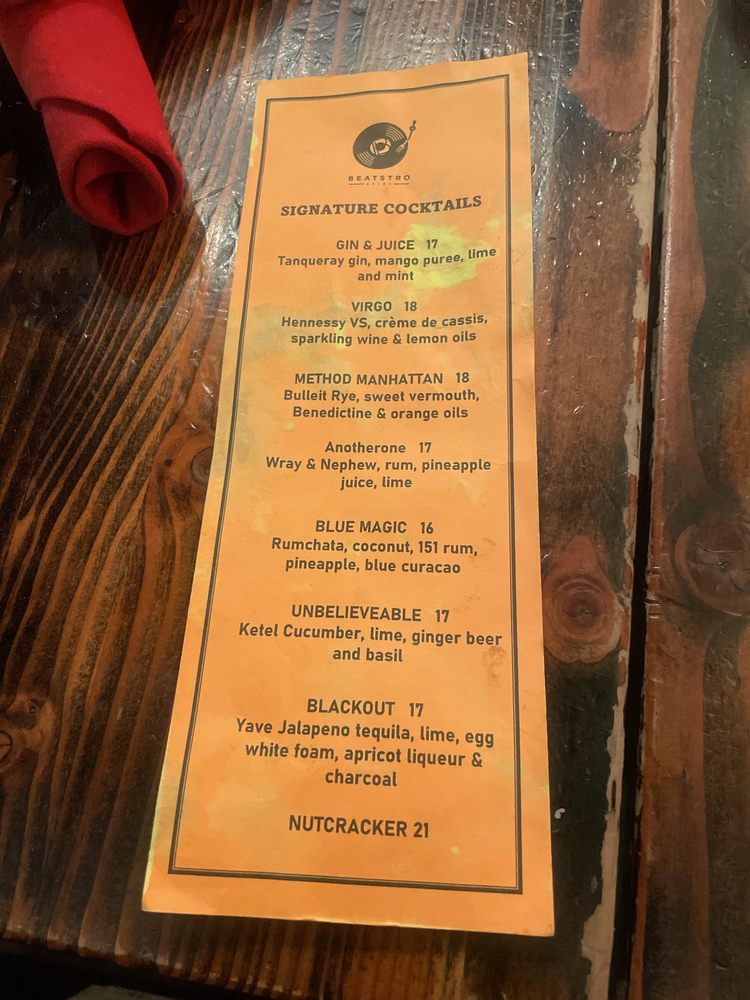 BEATSTRO
SIGNATURE COCKTAILS
GIN & JUICE 17
Tanqueray gin, mango puree, lime
and mint
VIRGO 18
Hennessy VS, crème de cassis,
sparkling wine & lemon oils
METHOD MANHATTAN 18
Bulleit Rye, sweet vermouth,
Benedictine & orange oils
Anotherone 17
Wray & Nephew, rum, pineapple
juice, lime
BLUE MAGIC 16
Rumchata, coconut, 151 rum,
pineapple, blue curacao
UNBELIEVEABLE 17
Ketel Cucumber, lime, ginger beer
and basil
BLACKOUT 17
Yave Jalapeno tequila, lime, egg
white foam, apricot liqueur &
charcoal
NUTCRACKER 21